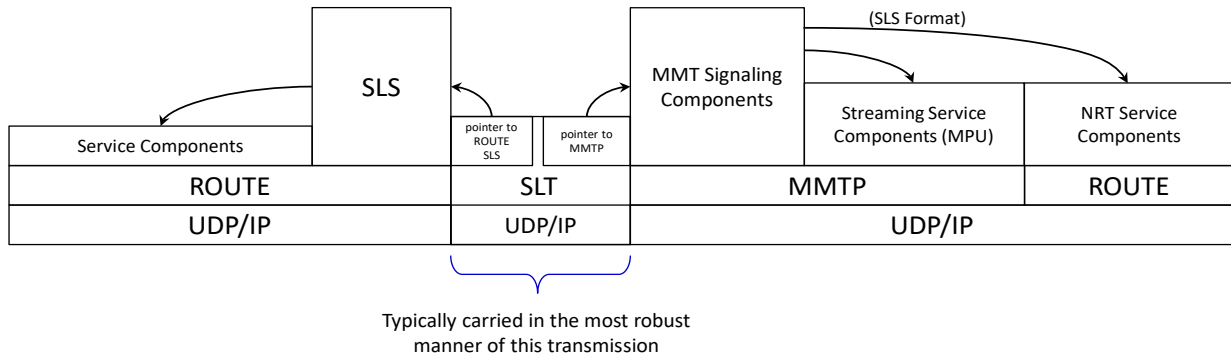 (SLS Format)
SLS
MMT Signaling
Components
Service Components
pointer to
ROUTE
SLS
pointer to
MMTP
Streaming Service
Components (MPU)
NRT Service
Components
ROUTE
SLT
MMTP
ROUTE
UDP/IP
UDP/IP
UDP/IP
Typically carried in the most robust
manner of this transmission